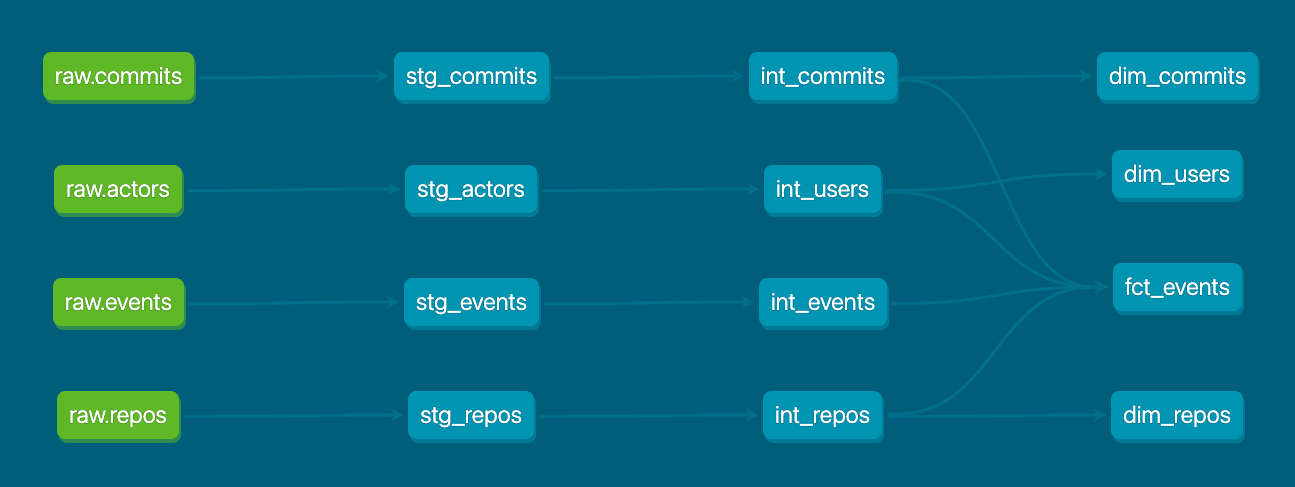 raw.commits
stg_commits
int_commits
dim_commits
raw.actors
stg_actors
int_users
dim_users
raw.events
stg_events
int_events
fct_events
raw.repos
stg_repos
int_repos
dim_repos